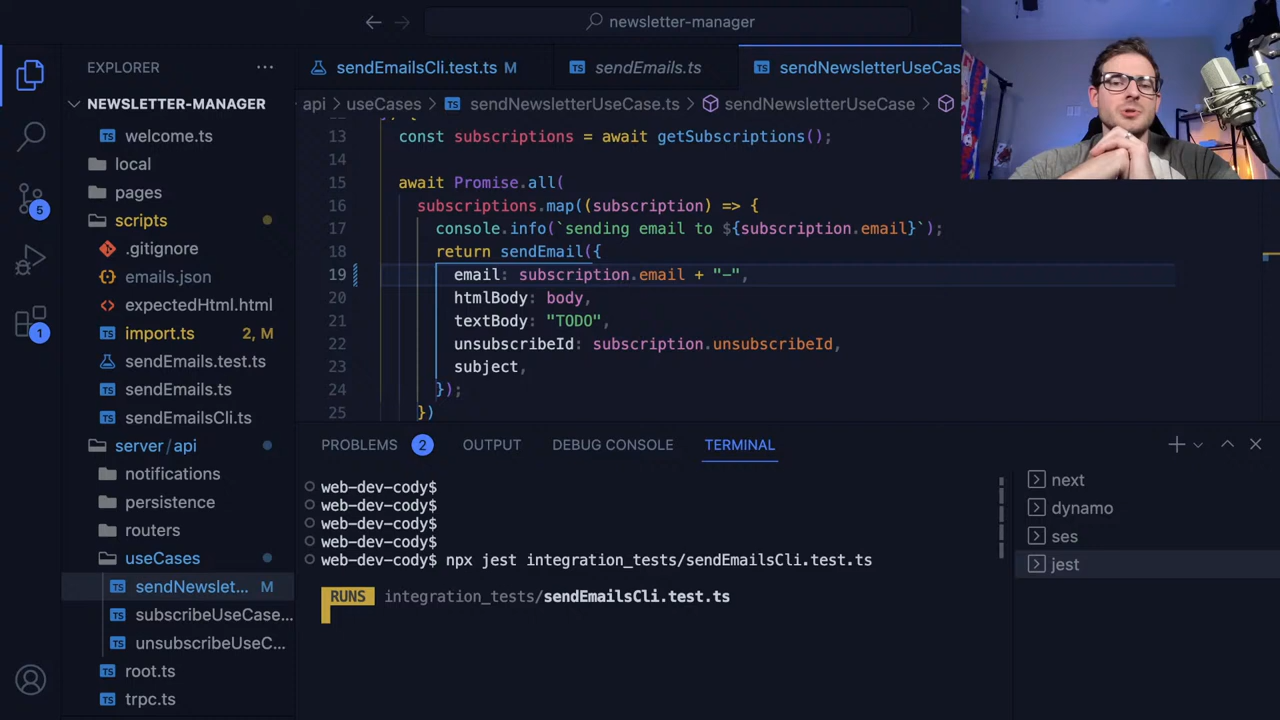 newsletter-manager
EXPLORER
sendEmailsCli.test.ts M
sendEmails.ts
sendNewsletterUseCas
NEWSLETTER-MANAGER
api
useCases
sendNewsletterUseCase.ts
sendNewsletterUseCase
welcome.ts
local
pages
scripts
.gitignore
emails.json
expectedHtml.html
import.ts 2, M
sendEmails.test.ts
sendEmails.ts
sendEmailsCli.ts
server/api
notifications
persistence
routers
useCases
sendNewslet... M
subscribeUseCase...
unsubscribeUseC...
root.ts
trpc.ts
5
1
13 const subscriptions = await getSubscriptions();
14
15 await Promise.all(
16 subscriptions.map((subscription) => {
17 console.info(`sending email to ${subscription.email}`);
18 return sendEmail({
19 email: subscription.email + "-",
20 htmlBody: body,
21 textBody: "TODO",
22 unsubscribeId: subscription.unsubscribeId,
23 subject,
24 });
25 })
PROBLEMS 2 OUTPUT DEBUG CONSOLE TERMINAL
web-dev-cody$
web-dev-cody$
web-dev-cody$
web-dev-cody$
web-dev-cody$ npx jest integration_tests/sendEmailsCli.test.ts
RUNS integration_tests/sendEmailsCli.test.ts
next
dynamo
ses
jest